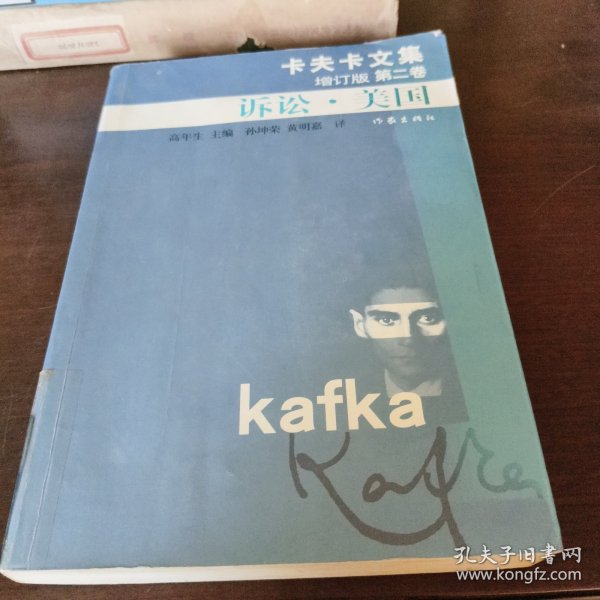 卡夫卡文集
增订版 第二卷
诉讼·美国
高年生 主编 孙坤荣 黄明嘉 译
作家出版社
kafka
Kafka
孔夫子旧书网
www.kongfz.com